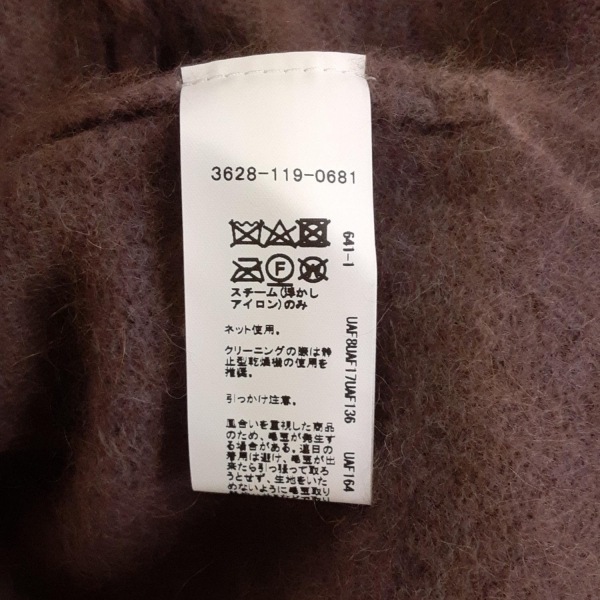 3628-119-0681
F W
スチーム(浮かし
アイロン)のみ
ネット使用。
クリーニングの際は静
止型乾燥機の使用を
推奨。
引っかけ注意。
風合いを重視した商品
のため、毛玉が発生す
る場合がある。連日の
着用は避け、毛玉が出
来たら引っ張って取ろ
うとせず、生地をいた
めないように毛玉取り
641-1
UAF8UAF17UAF136 UAF164